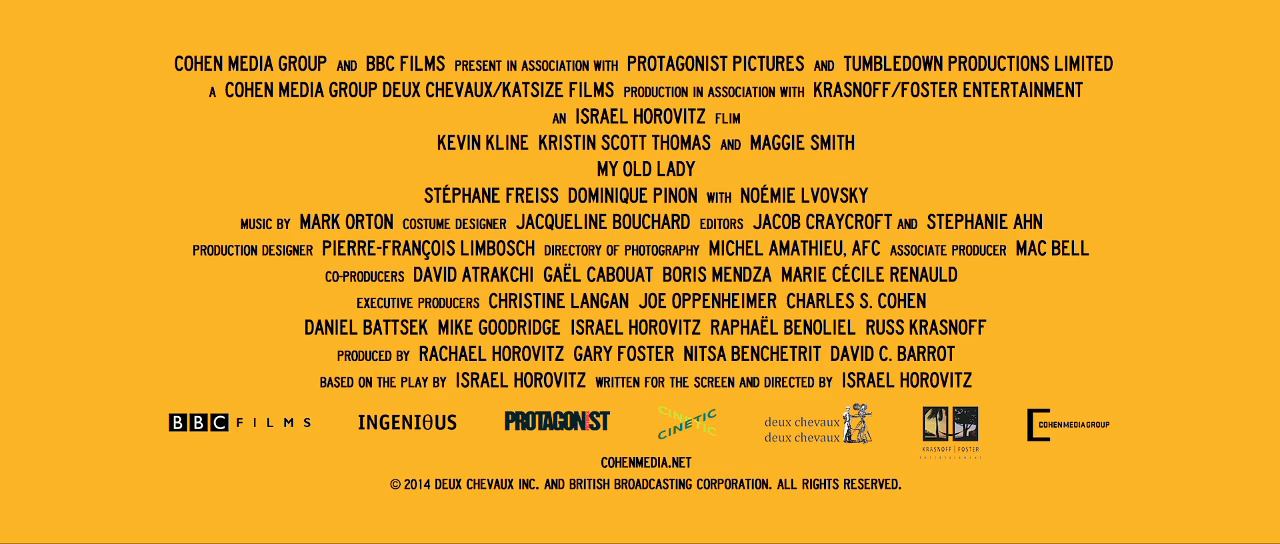 COHEN MEDIA GROUP AND BBC FILMS PRESENT IN ASSOCIATION WITH PROTAGONIST PICTURES AND TUMBLEDOWN PRODUCTIONS LIMITED
A COHEN MEDIA GROUP DEUX CHEVAUX/KATSIZE FILMS PRODUCTION IN ASSOCIATION WITH KRASNOFF/FOSTER ENTERTAINMENT
AN ISRAEL HOROVITZ FLIM
KEVIN KLINE KRISTIN SCOTT THOMAS AND MAGGIE SMITH
MY OLD LADY
STÉPHANE FREISS DOMINIQUE PINON WITH NOÉMIE LVOVSKY
MUSIC BY MARK ORTON COSTUME DESIGNER JACQUELINE BOUCHARD EDITORS JACOB CRAYCROFT AND STEPHANIE AHN
PRODUCTION DESIGNER PIERRE-FRANÇOIS LIMBOSCH DIRECTORY OF PHOTOGRAPHY MICHEL AMATHIEU, AFC ASSOCIATE PRODUCER MAC BELL
CO-PRODUCERS DAVID ATRAKCHI GAËL CABOUAT BORIS MENDZA MARIE CÉCILE RENAULD
EXECUTIVE PRODUCERS CHRISTINE LANGAN JOE OPPENHEIMER CHARLES S. COHEN
DANIEL BATTSEK MIKE GOODRIDGE ISRAEL HOROVITZ RAPHAËL BENOLIEL RUSS KRASNOFF
PRODUCED BY RACHAEL HOROVITZ GARY FOSTER NITSA BENCHETRIT DAVID C. BARROT
BASED ON THE PLAY BY ISRAEL HOROVITZ WRITTEN FOR THE SCREEN AND DIRECTED BY ISRAEL HOROVITZ
BBC FILMS
INGENIθUS
PROTAGONIST
CINETIC
CINETIC
deux chevaux
deux chevaux
KRASNOFF | FOSTER
Entertainment
COHEN MEDIA GROUP
COHENMEDIA.NET
© 2014 DEUX CHEVAUX INC. AND BRITISH BROADCASTING CORPORATION. ALL RIGHTS RESERVED.